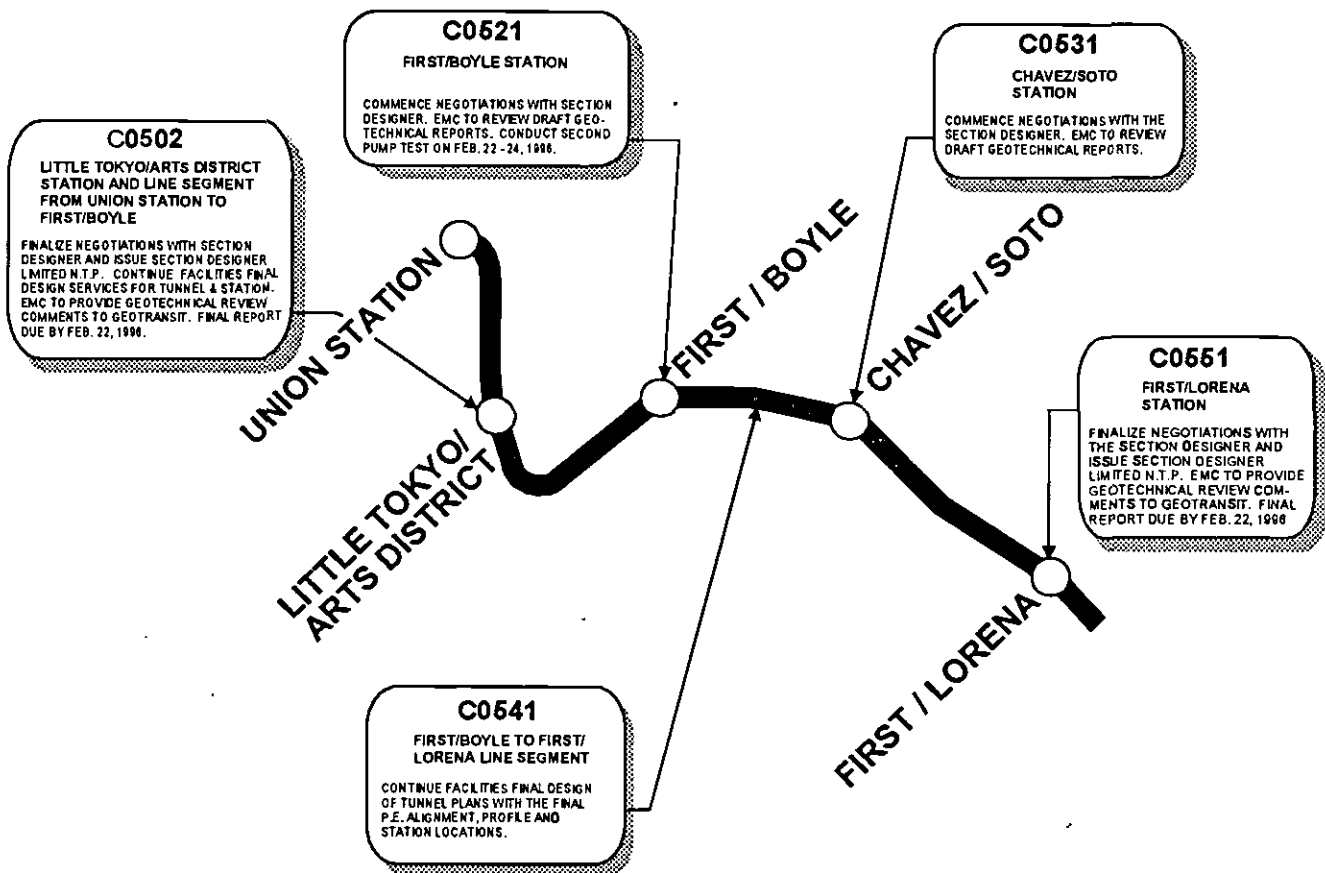 C0521
FIRST/BOYLE STATION
COMMENCE NEGOTIATIONS WITH SECTION
DESIGNER. EMC TO REVIEW DRAFT GEO-
TECHNICAL REPORTS. CONDUCT SECOND
PUMP TEST ON FEB. 22 - 24, 1996.
C0531
CHAVEZ/SOTO
STATION
COMMENCE NEGOTIATIONS WITH THE
SECTION DESIGNER. EMC TO REVIEW
DRAFT GEOTECHNICAL REPORTS.
C0502
LITTLE TOKYO/ARTS DISTRICT
STATION AND LINE SEGMENT
FROM UNION STATION TO
FIRST/BOYLE
FINALIZE NEGOTIATIONS WITH SECTION
DESIGNER AND ISSUE SECTION DESIGNER
LIMITED N.T.P. CONTINUE FACILITIES FINAL
DESIGN SERVICES FOR TUNNEL & STATION.
EMC TO PROVIDE GEOTECHNICAL REVIEW
COMMENTS TO GEOTRANSIT. FINAL REPORT
DUE BY FEB. 22, 1996.
UNION STATION
LITTLE TOKYO/
ARTS DISTRICT
FIRST / BOYLE
CHAVEZ / SOTO
FIRST / LORENA
C0551
FIRST/LORENA
STATION
FINALIZE NEGOTIATIONS WITH
THE SECTION DESIGNER AND
ISSUE SECTION DESIGNER
LIMITED N.T.P. EMC TO PROVIDE
GEOTECHNICAL REVIEW COM-
MENTS TO GEOTRANSIT. FINAL
REPORT DUE BY FEB. 22, 1996
C0541
FIRST/BOYLE TO FIRST/
LORENA LINE SEGMENT
CONTINUE FACILITIES FINAL DESIGN
OF TUNNEL PLANS WITH THE FINAL
P.E. ALIGNMENT, PROFILE AND
STATION LOCATIONS.